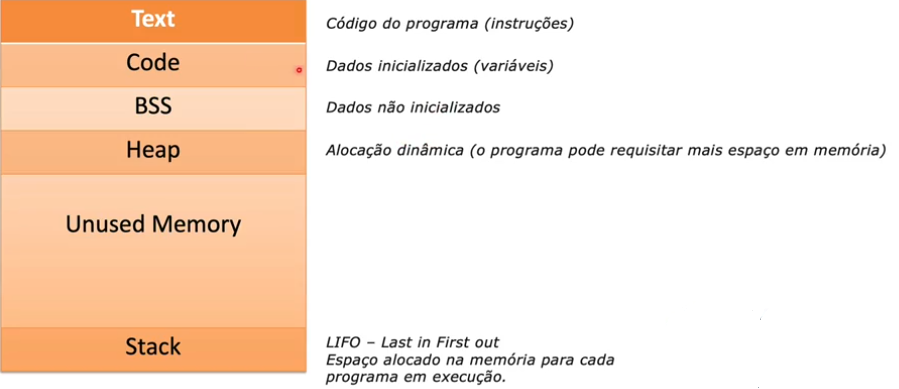 Text
Código do programa (instruções)
Code
Dados inicializados (variáveis)
BSS
Dados não inicializados
Heap
Alocação dinâmica (o programa pode requisitar mais espaço em memória)
Unused Memory
Stack
LIFO – Last in First out
Espaço alocado na memória para cada
programa em execução.